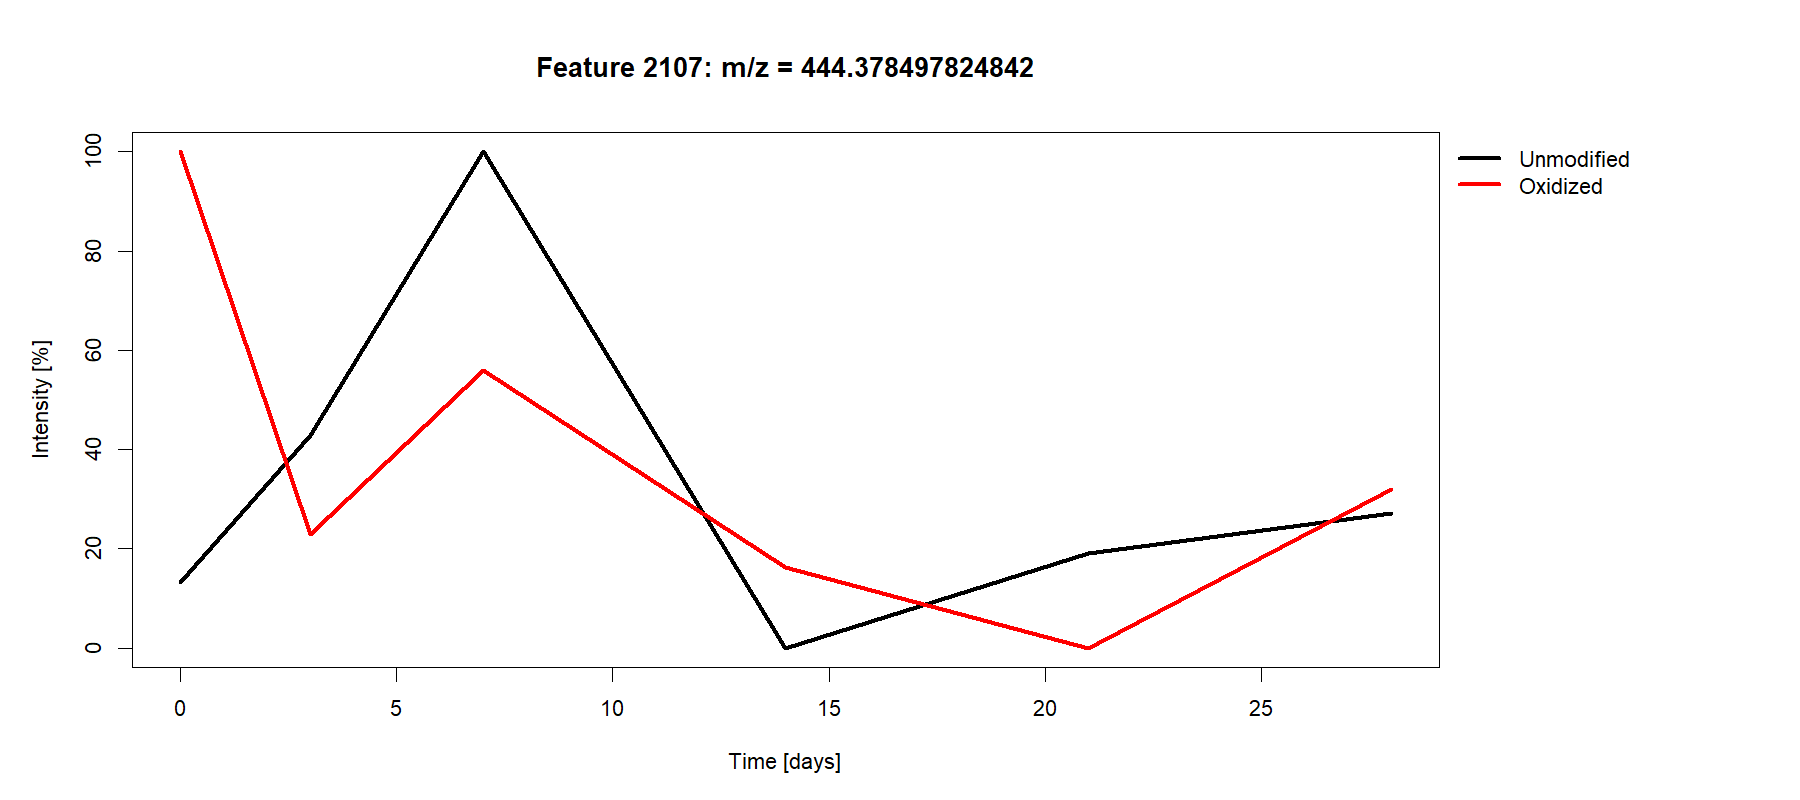 Feature 2107: m/z = 444.378497824842
Unmodified
Oxidized
Intensity [%]
100
80
60
40
20
0
0 5 10 15 20 25
Time [days]